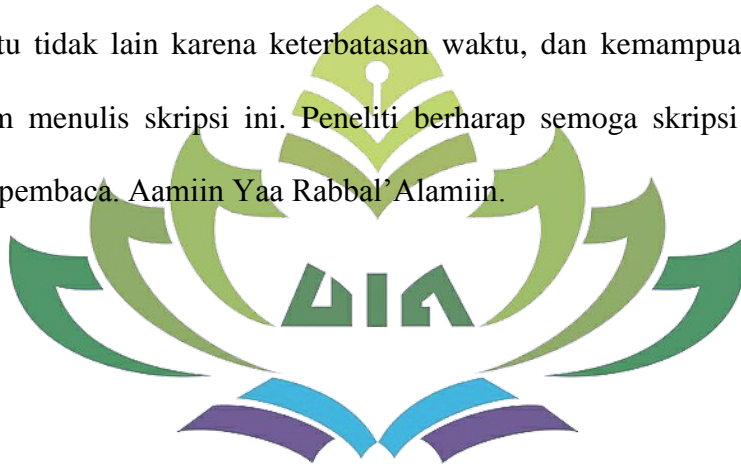 tu tidak lain karena keterbatasan waktu, dan kemampua
m menulis skripsi ini. Peneliti berharap semoga skripsi
pembaca. Aamiin Yaa Rabbal’Alamiin.
UIN